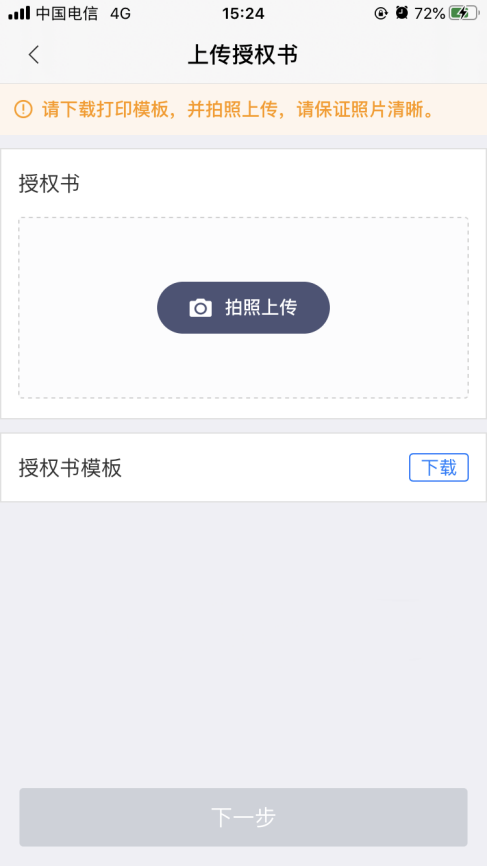 中国电信 4G 15:24 72%
上传授权书
请下载打印模板，并拍照上传，请保证照片清晰。
授权书
拍照上传
授权书模板 下载
下一步